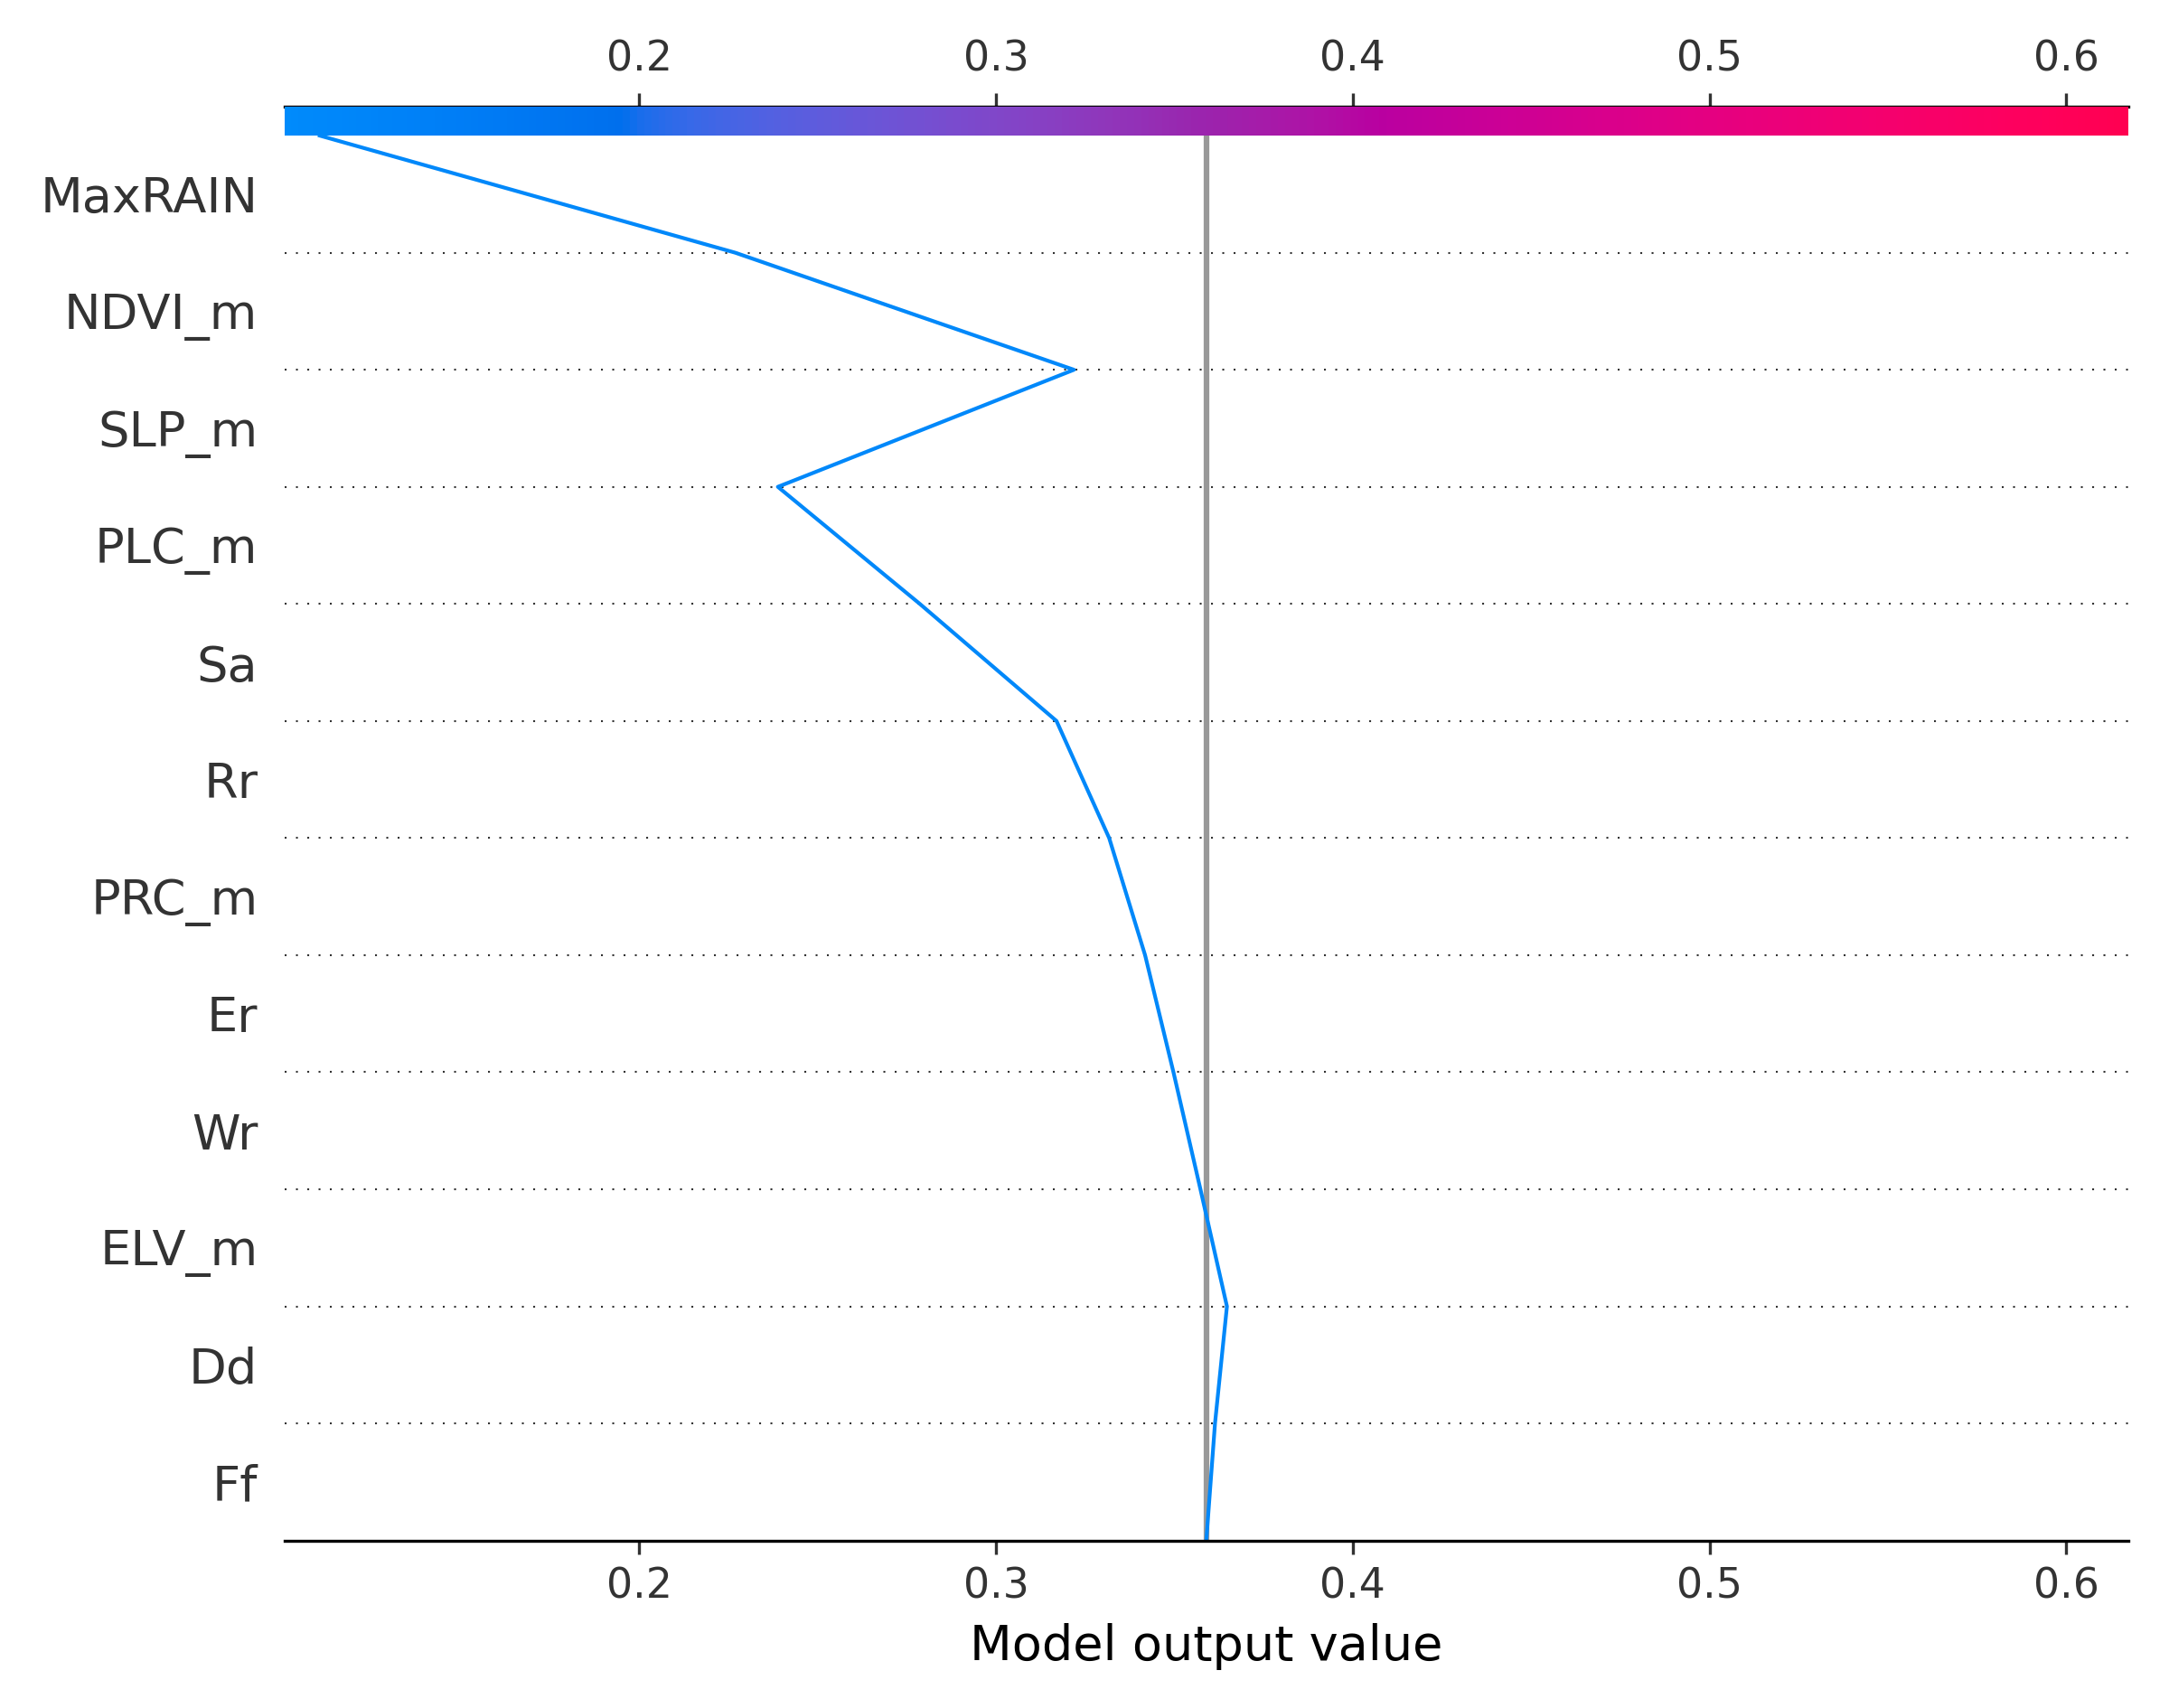 0.2 0.3 0.4 0.5 0.6
MaxRAIN
NDVI_m
SLP_m
PLC_m
Sa
Rr
PRC_m
Er
Wr
ELV_m
Dd
Ff
0.2 0.3 0.4 0.5 0.6
Model output value